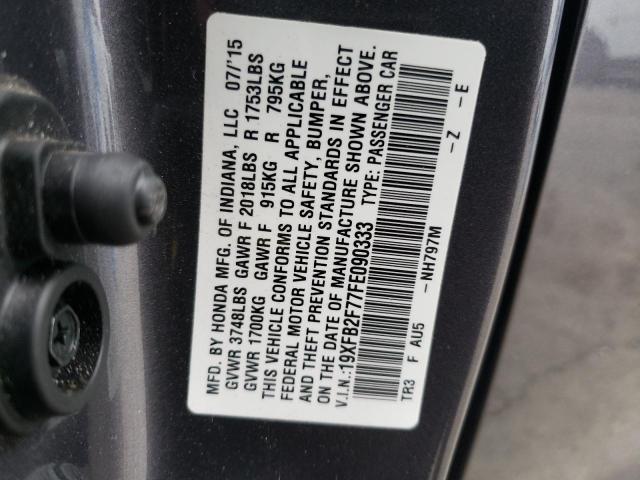 MFD. BY HONDA MFG. OF INDIANA, LLC 07/'15
GVWR 3748LBS GAWR F 2018LBS R 1753LBS
GVWR 1700KG GAWR F 915KG R 795KG
THIS VEHICLE CONFORMS TO ALL APPLICABLE
FEDERAL MOTOR VEHICLE SAFETY, BUMPER,
AND THEFT PREVENTION STANDARDS IN EFFECT
ON THE DATE OF MANUFACTURE SHOWN ABOVE.
V.I.N.:19XFB2F77FE090333 TYPE: PASSENGER CAR
TR3 F AU5 -NH797M -Z -E